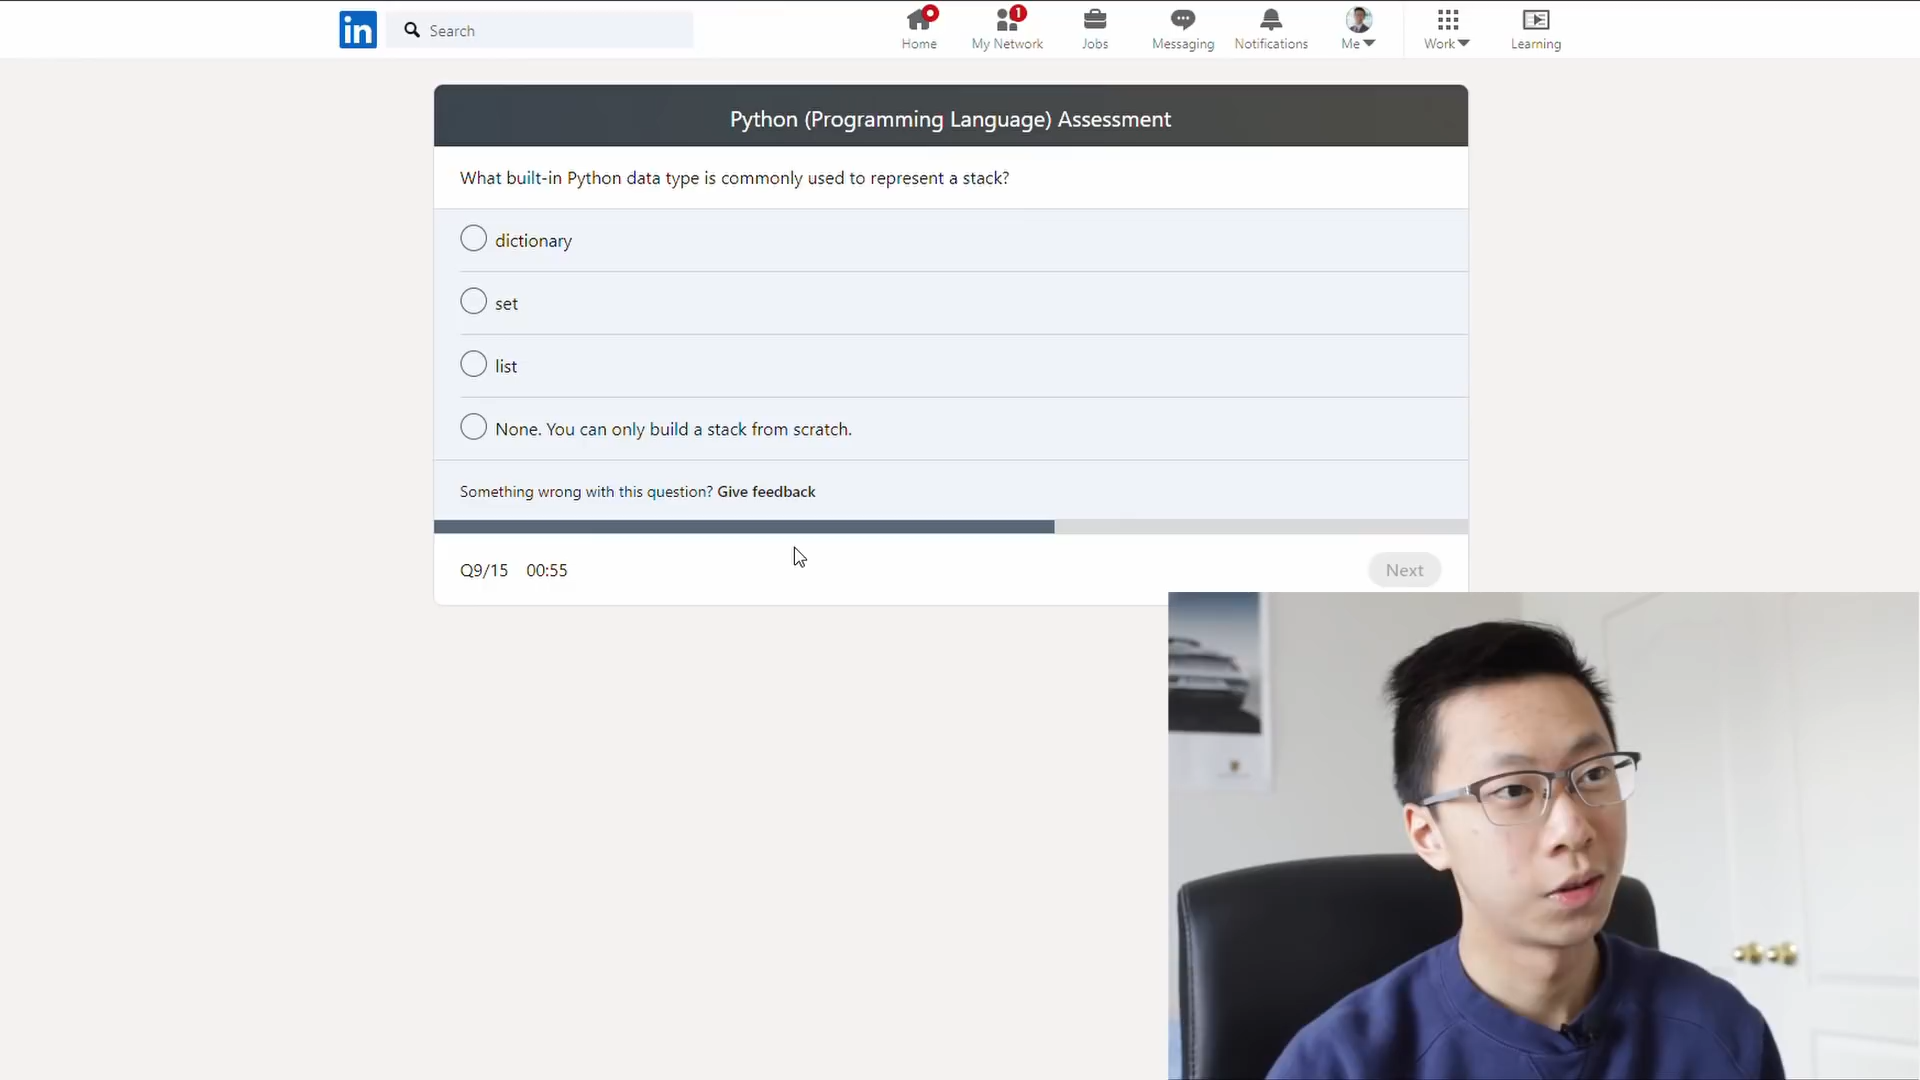 in
Search
Home
1
My Network
Jobs
Messaging
Notifications
Me
Work
Learning
Python (Programming Language) Assessment
What built-in Python data type is commonly used to represent a stack?
dictionary
set
list
None. You can only build a stack from scratch.
Something wrong with this question? Give feedback
Q9/15 00:55
Next